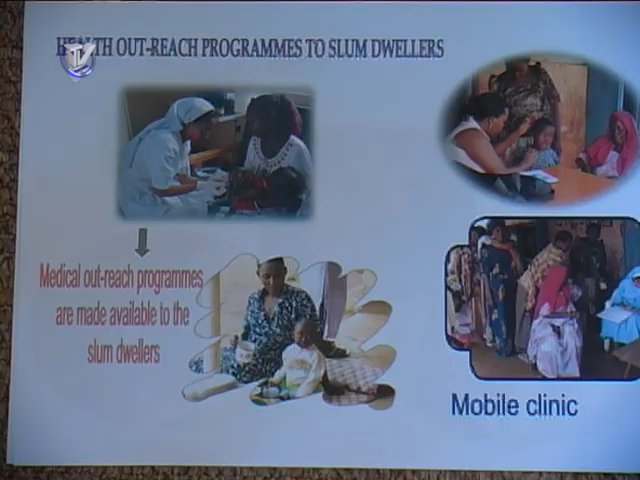 HEALTH OUT-REACH PROGRAMMES TO SLUM DWELLERS
Medical out-reach programmes
are made available to the
slum dwellers
Mobile clinic